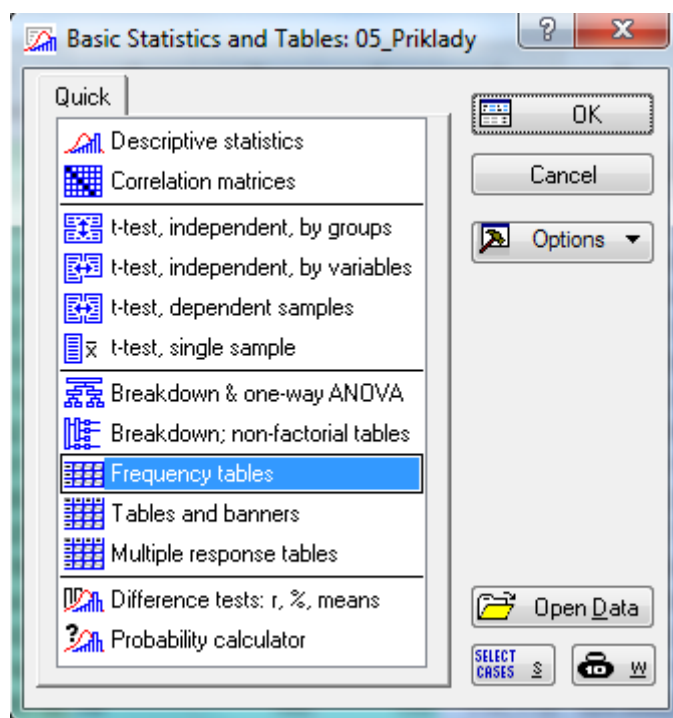 Basic Statistics and Tables: 05_Priklady
?
X
Quick
Descriptive statistics
Correlation matrices
t-test, independent, by groups
t-test, independent, by variables
t-test, dependent samples
x t-test, single sample
Breakdown & one-way ANOVA
Breakdown; non-factorial tables
Frequency tables
Tables and banners
Multiple response tables
Difference tests: r, %, means
? Probability calculator
OK
Cancel
Options
Open Data
SELECT
CASES S
10 W